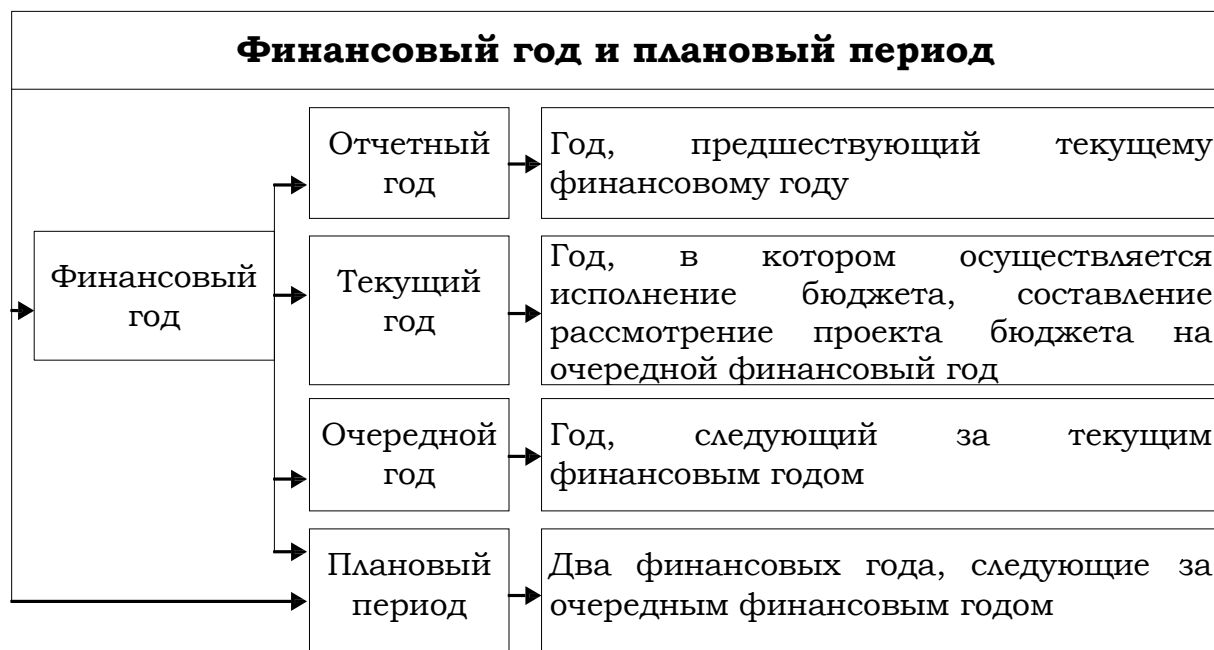 Финансовый год и плановый период
Отчетный
год
Год, предшествующий текущему
финансовому году
Финансовый
год
Текущий
год
Год, в котором осуществляется
исполнение бюджета, составление
рассмотрение проекта бюджета на
очередной финансовый год
Очередной
год
Год, следующий за текущим
финансовым годом
Плановый
период
Два финансовых года, следующие за
очередным финансовым годом